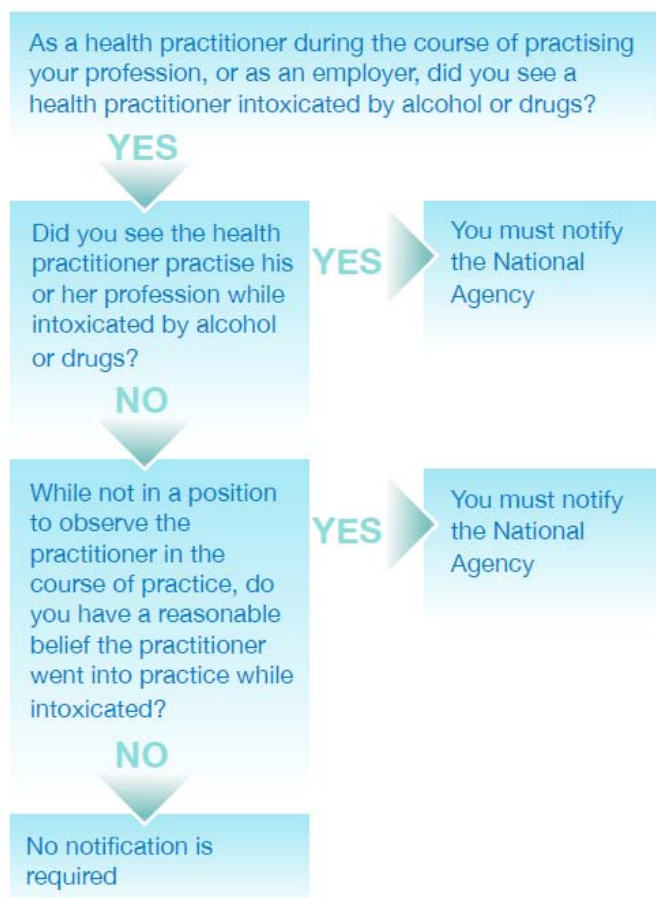 As a health practitioner during the course of practising
your profession, or as an employer, did you see a
health practitioner intoxicated by alcohol or drugs?
YES
Did you see the health
practitioner practise his
or her profession while
intoxicated by alcohol
or drugs?
YES
You must notify
the National
Agency
NO
While not in a position
to observe the
practitioner in the
course of practice, do
you have a reasonable
belief the practitioner
went into practice while
intoxicated?
YES
You must notify
the National
Agency
NO
No notification is
required